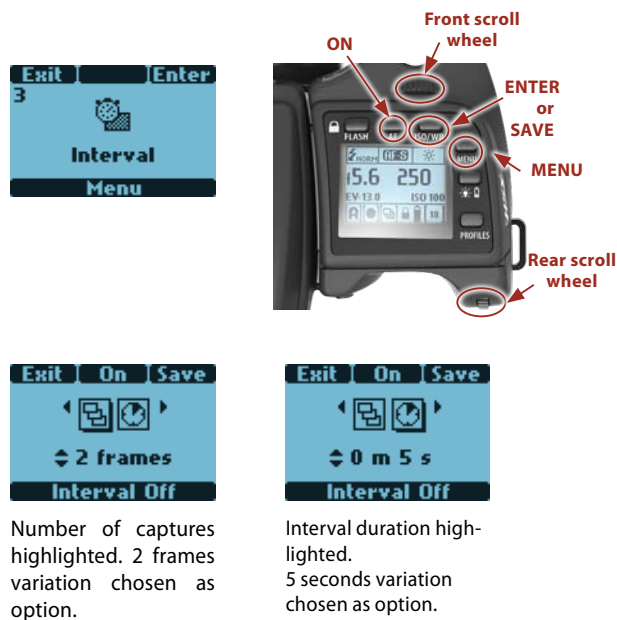 Front scroll
wheel
ON
Exit Enter
3
Interval
Menu
ENTER
or
SAVE
MENU
FLASH AF ISO/WB
MENU
NORM AF-S
f5.6 250
EV:13.0 ISO 100
18
PROFILES
Rear scroll
wheel
Exit On Save
2 frames
Interval Off
Exit On Save
0 m 5 s
Interval Off
Number of captures
highlighted. 2 frames
variation chosen as
option.
Interval duration high-
lighted.
5 seconds variation
chosen as option.